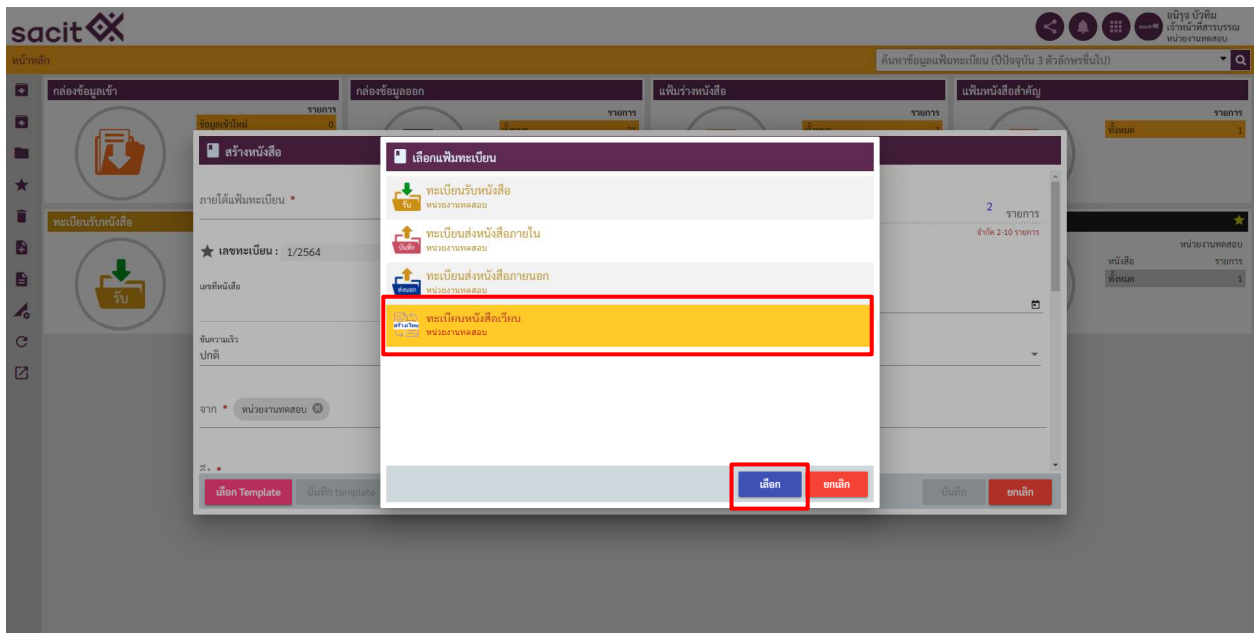 sacit
อนิรุจ บัวทิม
เจ้าหน้าที่สารบรรณ
หน่วยงานทดสอบ
หน้าหลัก
ค้นหาข้อมูลแฟ้มทะเบียน (ปีปัจจุบัน 3 ตัวอักษรขึ้นไป)
กล่องข้อมูลเข้า
กล่องข้อมูลออก
แฟ้มร่างหนังสือ
แฟ้มหนังสือสำคัญ
รายการ
รายการ
รายการ
รายการ
ข้อมูลเข้าใหม่ 0
ทั้งหมด 1
สร้างหนังสือ
เลือกแฟ้มทะเบียน
ภายใต้แฟ้มทะเบียน *
ทะเบียนรับหนังสือ
รับ
หน่วยงานทดสอบ
2 รายการ
จำกัด 2-10 รายการ
ทะเบียนรับหนังสือ
ทะเบียนส่งหนังสือภายใน
บันทึก
หน่วยงานทดสอบ
หน่วยงานทดสอบ
เลขทะเบียน : 1/2564
หนังสือ รายการ
ทั้งหมด 1
ทะเบียนส่งหนังสือภายนอก
ส่งนอก
หน่วยงานทดสอบ
เลขที่หนังสือ
รับ
ทะเบียนหนังสือเวียน
สร้างเวียน
หน่วยงานทดสอบ
ชั้นความเร็ว
ปกติ
จาก * หน่วยงานทดสอบ
ถึง *
เลือก Template
บันทึก template
เลือก
ยกเลิก
บันทึก
ยกเลิก